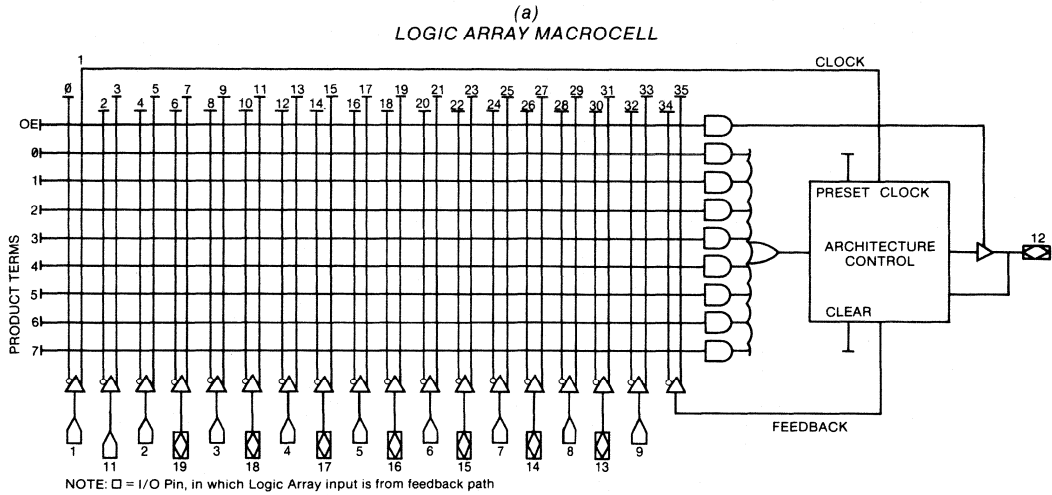 (a)
LOGIC ARRAY MACROCELL
1
CLOCK
0 3 5 7 9 11 13 15 17 19 21 23 25 27 29 31 33 35
2 4 6 8 10 12 14 16 18 20 22 24 26 28 30 32 34
OE
0
1
2
3
4
5
6
7
PRODUCT TERMS
PRESET CLOCK
ARCHITECTURE
CONTROL
CLEAR
12
FEEDBACK
1 2 3 4 5 6 7 8 9
11 19 18 17 16 15 14 13
NOTE: □ = I/O Pin, in which Logic Array input is from feedback path